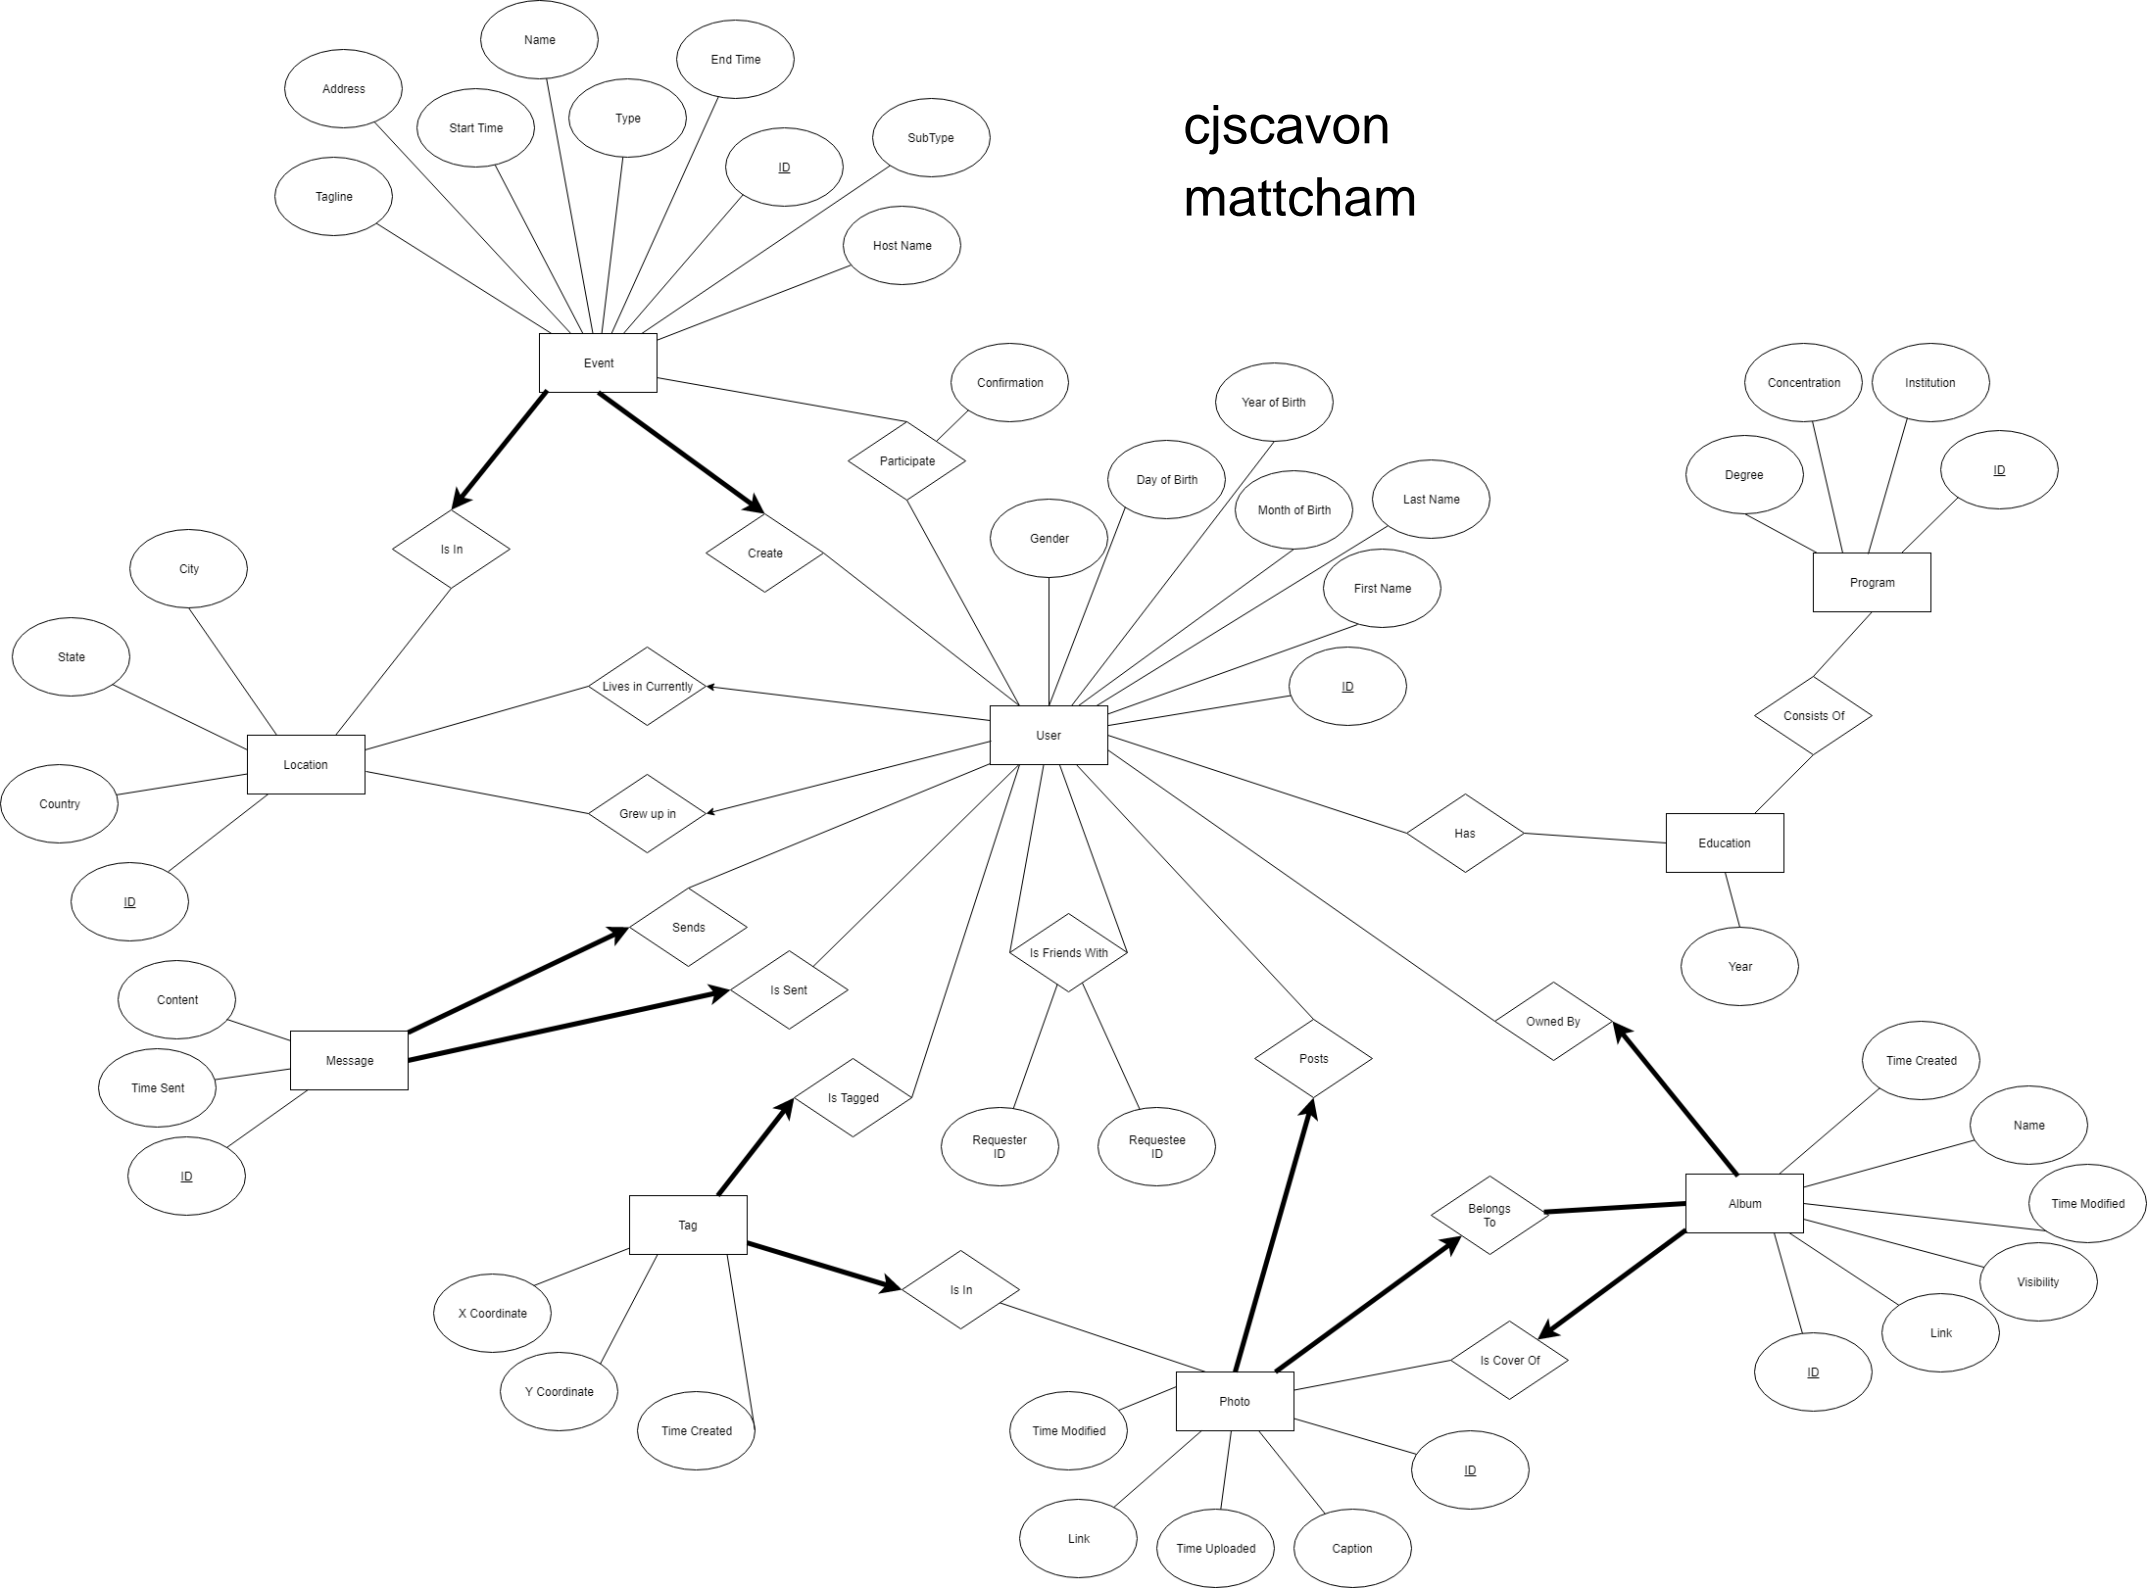 Name
End Time
Address
Type
Start Time
SubType
cjscavon
ID
mattcham
Tagline
Host Name
Event
Confirmation
Concentration
Institution
Year of Birth
Participate
ID
Degree
Day of Birth
Last Name
Month of Birth
Gender
Is In
Create
City
Program
First Name
State
Lives in Currently
ID
Consists Of
User
Location
Country
Grew up in
Has
Education
ID
Sends
Is Friends With
Year
Is Sent
Content
Owned By
Message
Posts
Time Created
Time Sent
Is Tagged
Name
Requester
ID
Requestee
ID
ID
Belongs
To
Album
Time Modified
Tag
Is In
Visibility
X Coordinate
Link
Is Cover Of
ID
Y Coordinate
Photo
Time Created
Time Modified
ID
Link
Time Uploaded
Caption